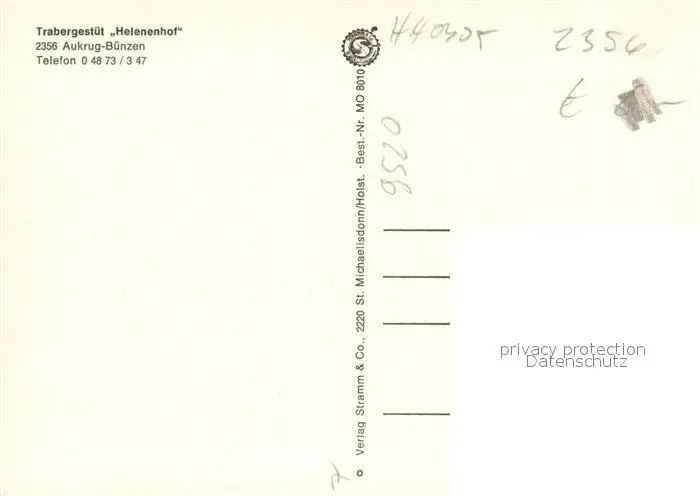 Trabergestüt „Helenenhof"
2356 Aukrug-Bünzen
Telefon 0 48 73 / 3 47
Verlag Stramm & Co., 2220 St. Michaelisdonn/Holst. · Best.-Nr. MO 8010
2356
9520
privacy protection
Datenschutz